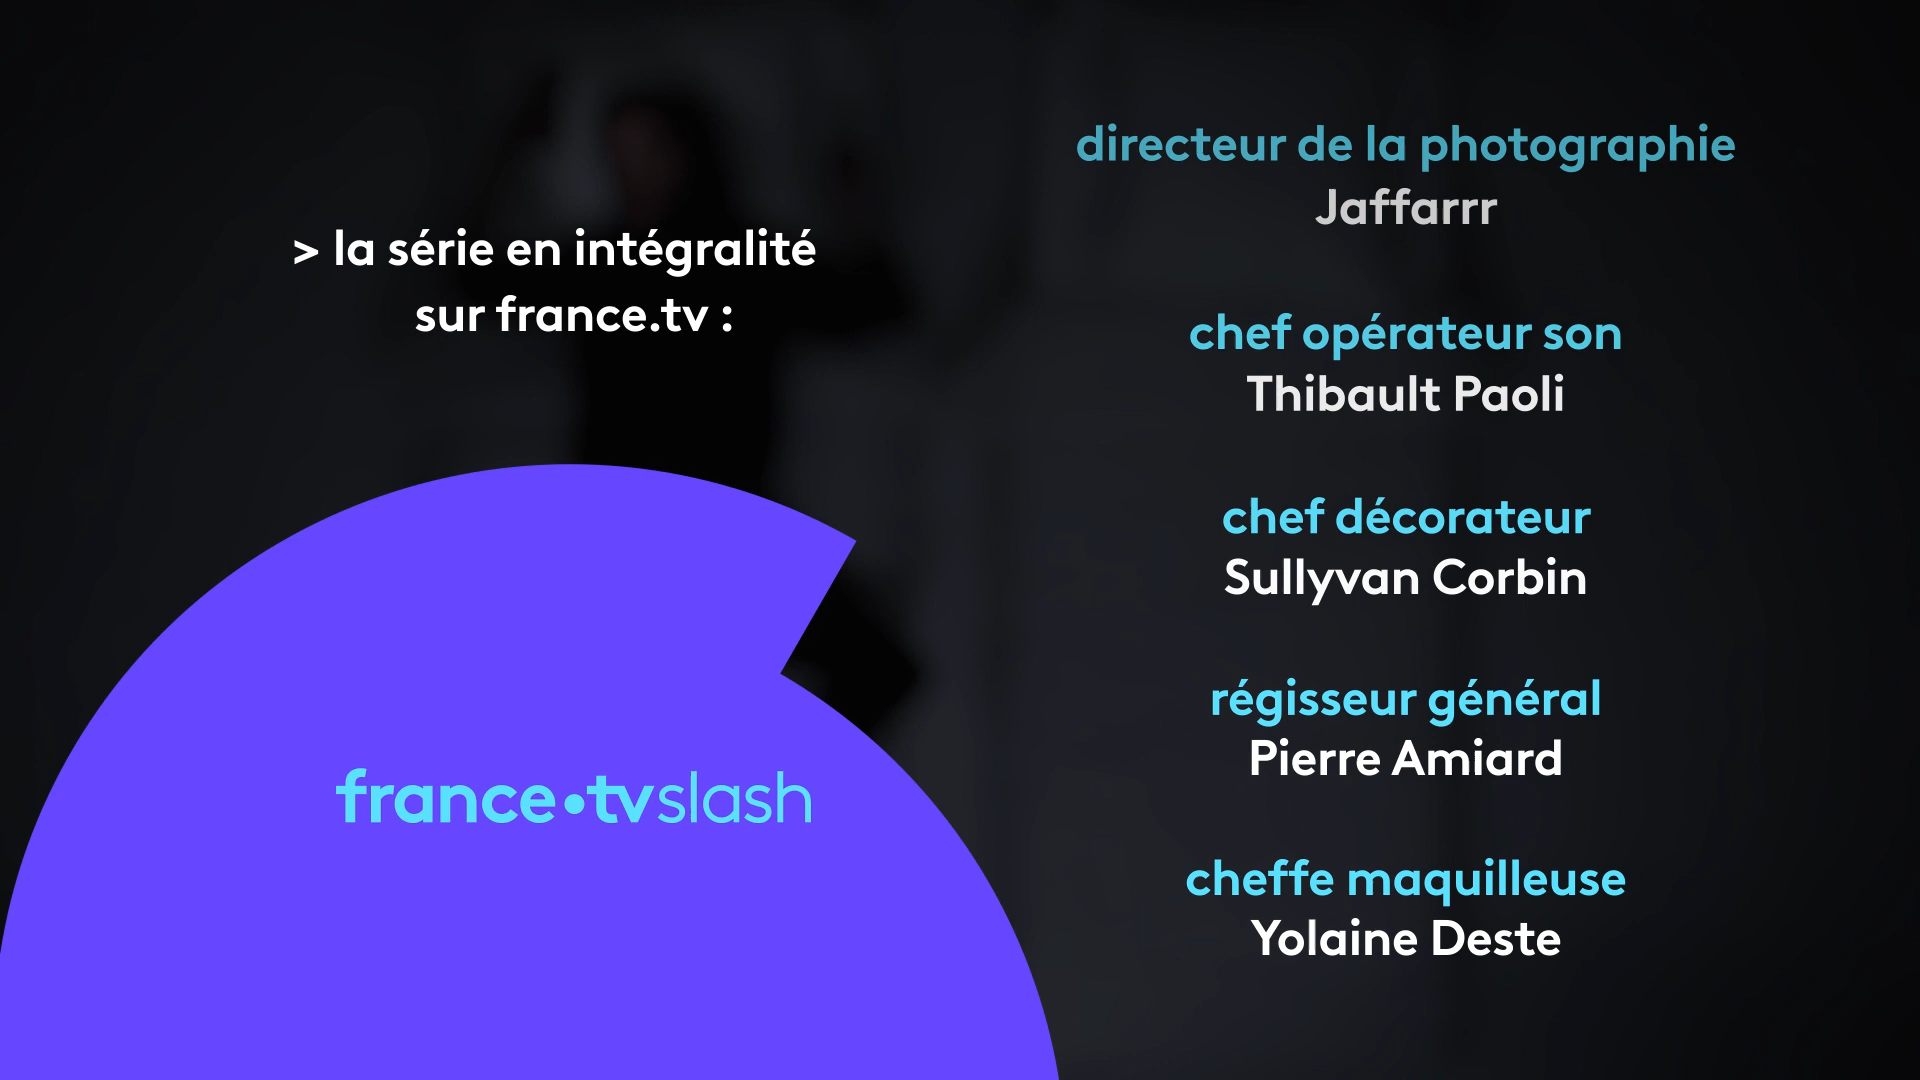 > la série en intégralité
sur france.tv :
france•tvslash
directeur de la photographie
Jaffarrr
chef opérateur son
Thibault Paoli
chef décorateur
Sullyvan Corbin
régisseur général
Pierre Amiard
cheffe maquilleuse
Yolaine Deste